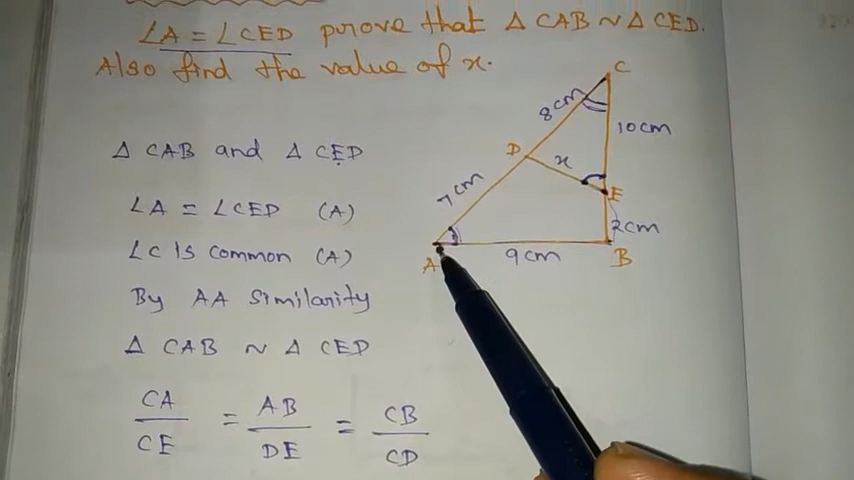 ∠A = ∠CED prove that Δ CAB ~ Δ CED.
Also find the value of x.
C
8cm
10cm
D
x
7cm
E
2cm
A
9cm
B
Δ CAB and Δ CED
∠A = ∠CED (A)
∠C is common (A)
By AA Similarity
Δ CAB ~ Δ CED
CA/CE = AB/DE = CB/CD